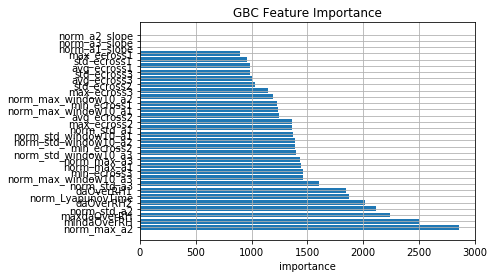 GBC Feature Importance
norm_a2_slope
norm_a3_slope
norm_a1_slope
max_ecross1
std_ecross1
avg_ecross1
std_ecross3
avg_ecross3
std_ecross2
max_ecross3
norm_max_window10_a2
min_ecross1
norm_max_window10_a1
avg_ecross2
max_ecross2
norm_std_a1
norm_std_window10_a1
norm_std_window10_a2
min_ecross2
norm_std_window10_a3
norm_max_a3
norm_max_a1
min_ecross3
norm_max_window10_a3
norm_std_a3
daOverRH1
norm_LyapunovTime
daOverRH2
norm_std_a2
maxdaOverRH
mindaOverRH
norm_max_a2
0 500 1000 1500 2000 2500 3000
importance